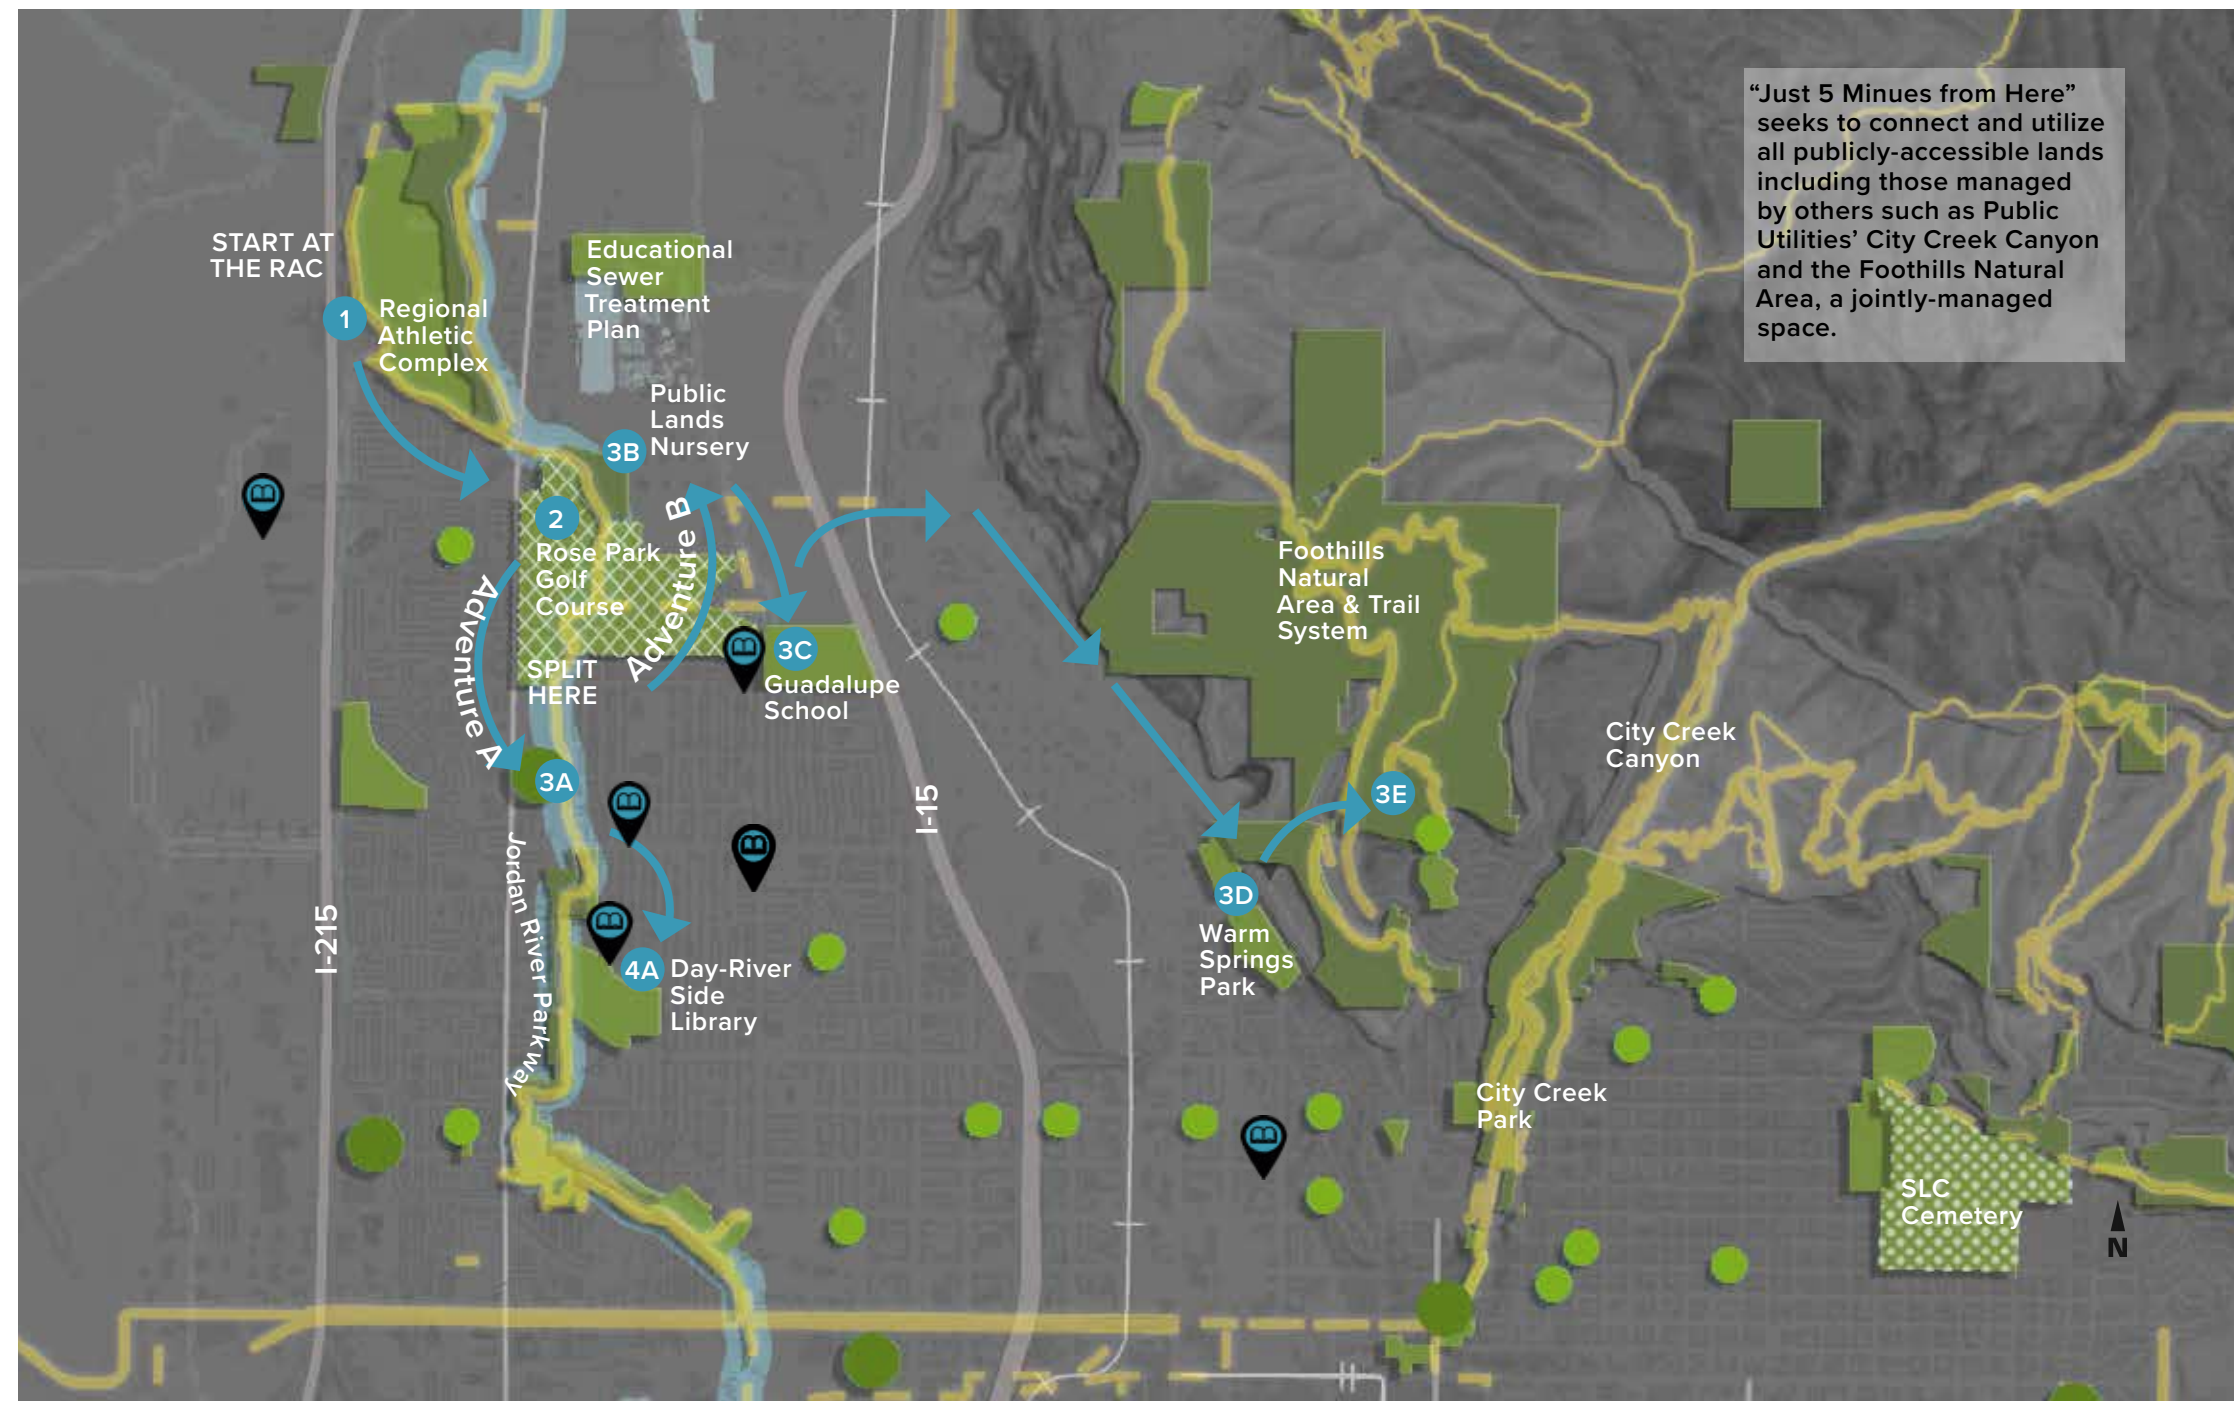 “Just 5 Minues from Here”
seeks to connect and utilize
all publicly-accessible lands
including those managed
by others such as Public
Utilities’ City Creek Canyon
and the Foothills Natural
Area, a jointly-managed
space.
START AT
THE RAC
1
Regional
Athletic
Complex
Educational
Sewer
Treatment
Plan
Public
Lands
Nursery
3B
2
Rose Park
Golf
Course
SPLIT
HERE
Adventure A
Adventure B
3C
Guadalupe
School
3A
Jordan River Parkway
I-215
I-15
4A
Day-River
Side
Library
Foothills
Natural
Area & Trail
System
3E
3D
Warm
Springs
Park
City Creek
Canyon
City Creek
Park
SLC
Cemetery
N